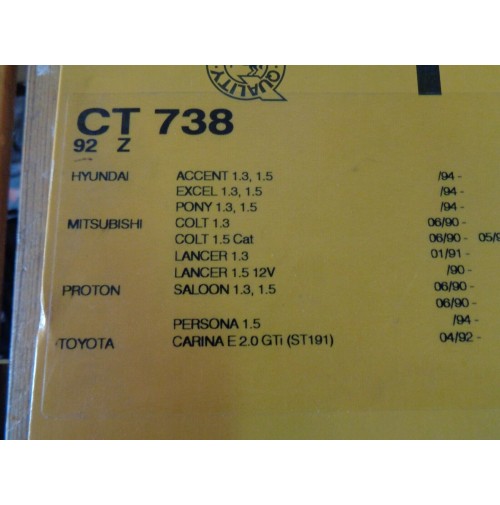 QUALITY
CT 738
92 Z
HYUNDAI ACCENT 1.3, 1.5 /94 -
EXCEL 1.3, 1.5 /94 -
PONY 1.3, 1.5 /94 -
MITSUBISHI COLT 1.3 06/90 -
COLT 1.5 Cat 06/90 - 05/9
LANCER 1.3 01/91 -
LANCER 1.5 12V /90 -
PROTON SALOON 1.3, 1.5 06/90 -
06/90 -
PERSONA 1.5 /94 -
TOYOTA CARINA E 2.0 GTi (ST191) 04/92 -